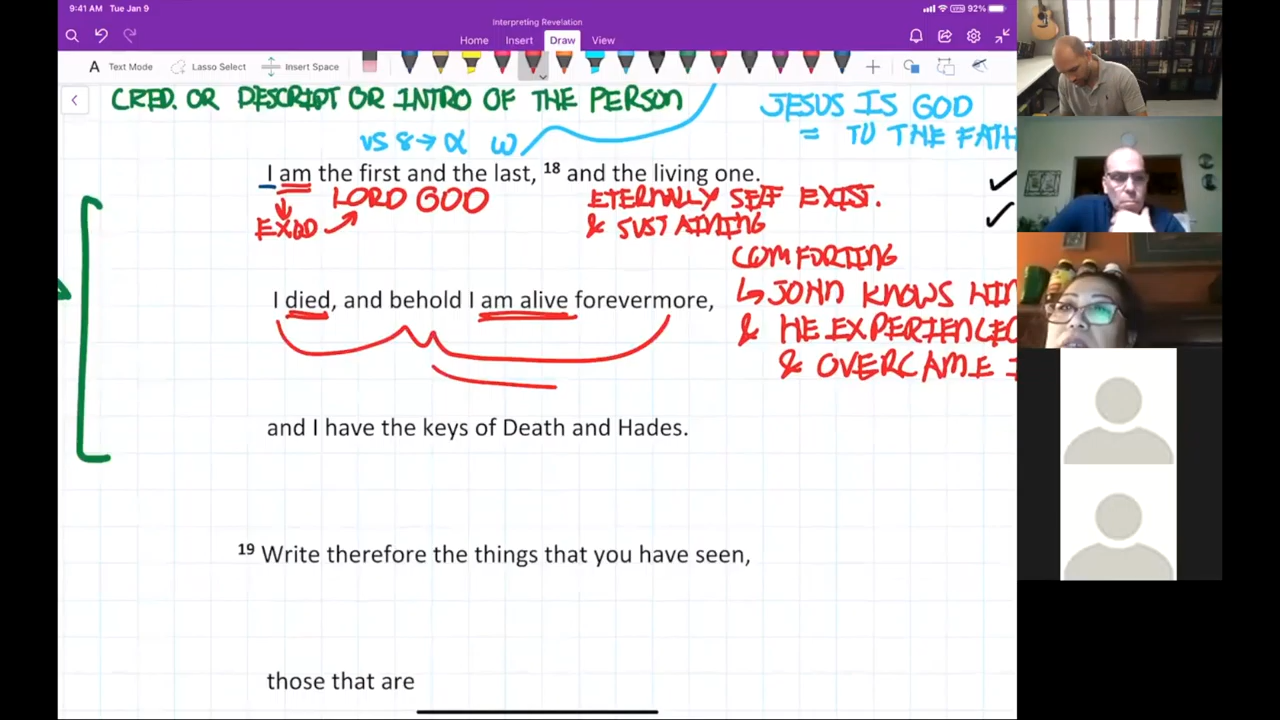 9:41 AM Tue Jan 9
VPN 92%
Interpreting Revelation
Home Insert Draw View
A Text Mode Lasso Select Insert Space
CRED. OR DESCRIPT OR INTRO OF THE PERSON
JESUS IS GOD
= TO THE FATH
VS 8 → α ω
I am the first and the last, 18 and the living one.
LORD GOD
ETERNALLY SELF EXIST.
EXOD
& SUSTAINING
COMFORTING
I died, and behold I am alive forevermore,
↳ JOHN KNOWS HIM
& HE EXPERIENCED
& OVERCAME
and I have the keys of Death and Hades.
19 Write therefore the things that you have seen,
those that are